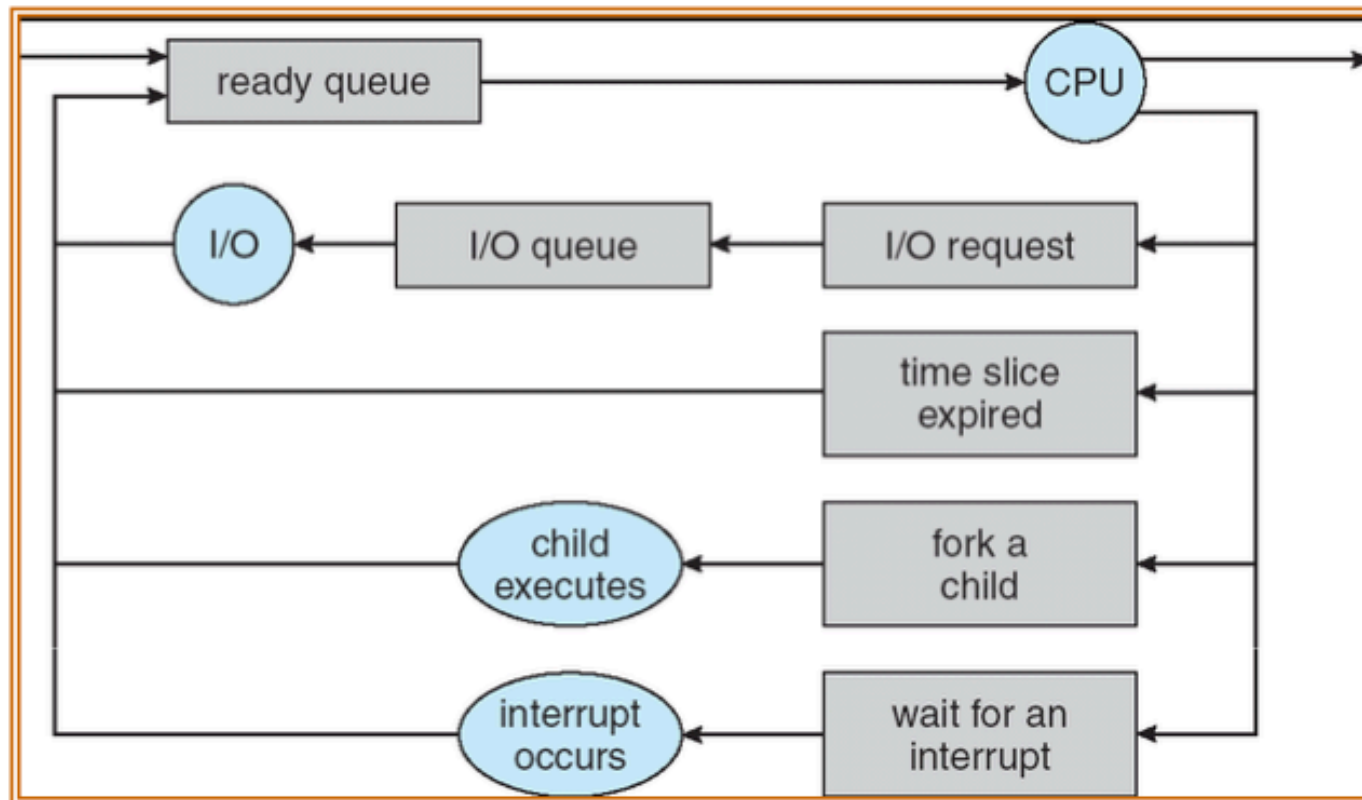 ready queue
CPU
I/O
I/O queue
I/O request
time slice
expired
child
executes
fork a
child
interrupt
occurs
wait for an
interrupt